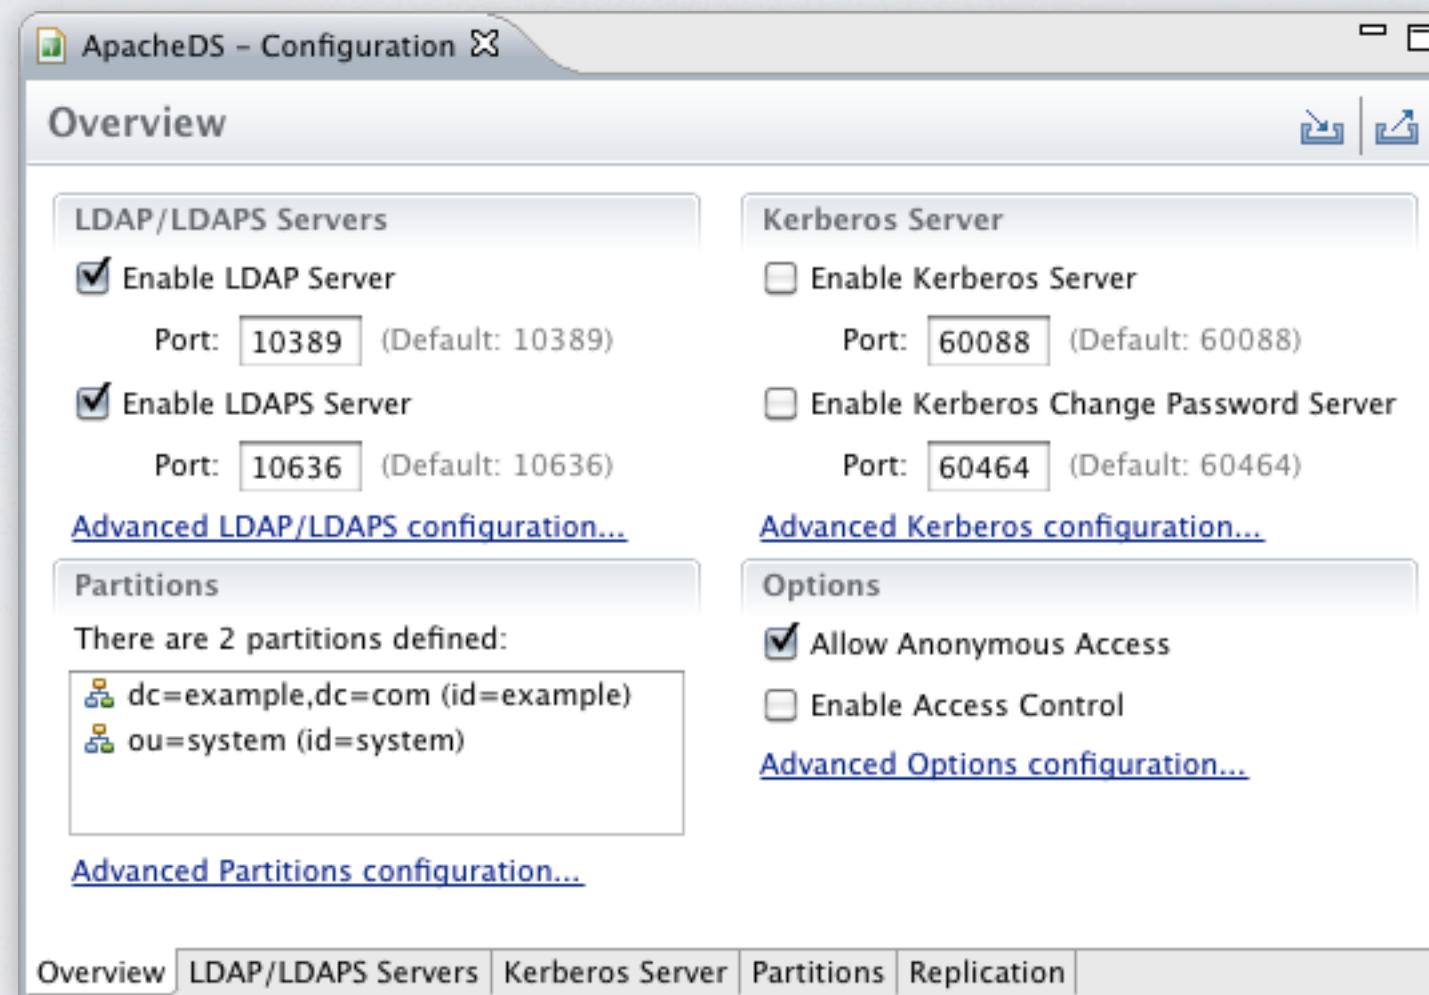 ApacheDS – Configuration
Overview
LDAP/LDAPS Servers
Enable LDAP Server
Port: 10389 (Default: 10389)
Enable LDAPS Server
Port: 10636 (Default: 10636)
Advanced LDAP/LDAPS configuration...
Kerberos Server
Enable Kerberos Server
Port: 60088 (Default: 60088)
Enable Kerberos Change Password Server
Port: 60464 (Default: 60464)
Advanced Kerberos configuration...
Partitions
There are 2 partitions defined:
dc=example,dc=com (id=example)
ou=system (id=system)
Advanced Partitions configuration...
Options
Allow Anonymous Access
Enable Access Control
Advanced Options configuration...
Overview LDAP/LDAPS Servers Kerberos Server Partitions Replication